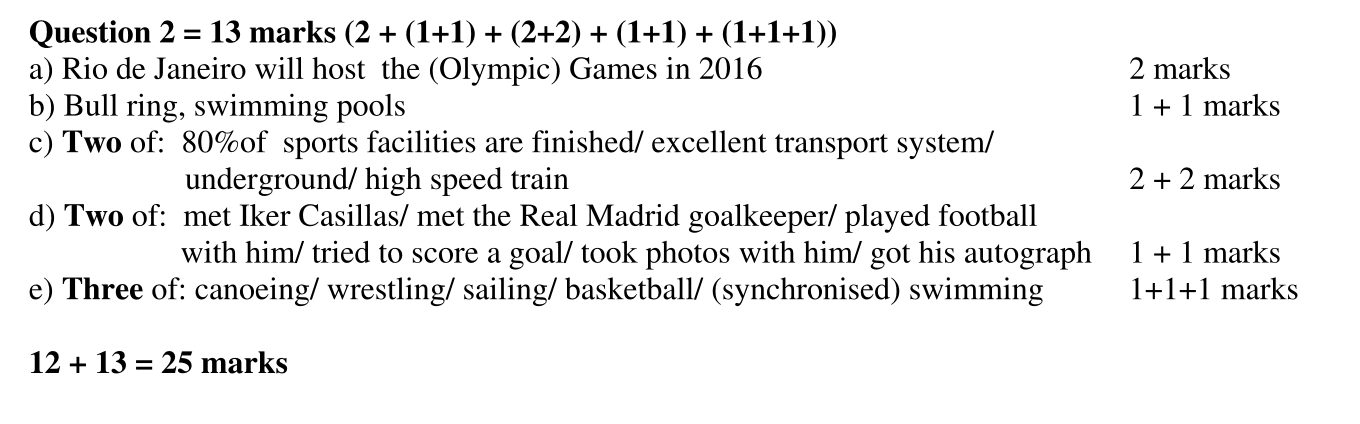 Question 2 = 13 marks (2 + (1+1) + (2+2) + (1+1) + (1+1+1))
a) Rio de Janeiro will host  the (Olympic) Games in 2016 2 marks
b) Bull ring, swimming pools 1 + 1 marks
c) Two of:  80%of  sports facilities are finished/ excellent transport system/
underground/ high speed train 2 + 2 marks
d) Two of:  met Iker Casillas/ met the Real Madrid goalkeeper/ played football
with him/ tried to score a goal/ took photos with him/ got his autograph 1 + 1 marks
e) Three of: canoeing/ wrestling/ sailing/ basketball/ (synchronised) swimming 1+1+1 marks
12 + 13 = 25 marks